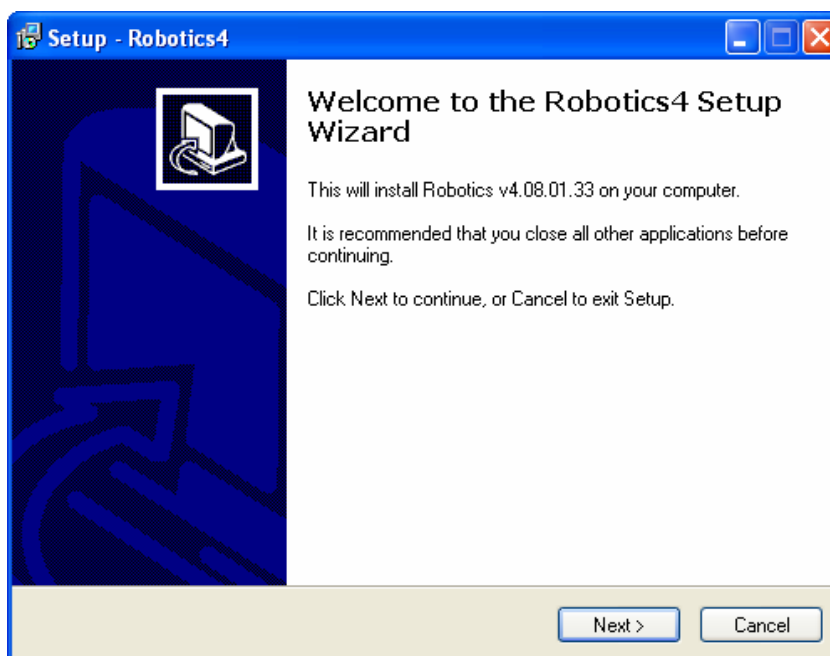 Setup - Robotics4
Welcome to the Robotics4 Setup
Wizard
This will install Robotics v4.08.01.33 on your computer.
It is recommended that you close all other applications before
continuing.
Click Next to continue, or Cancel to exit Setup.
Next >
Cancel